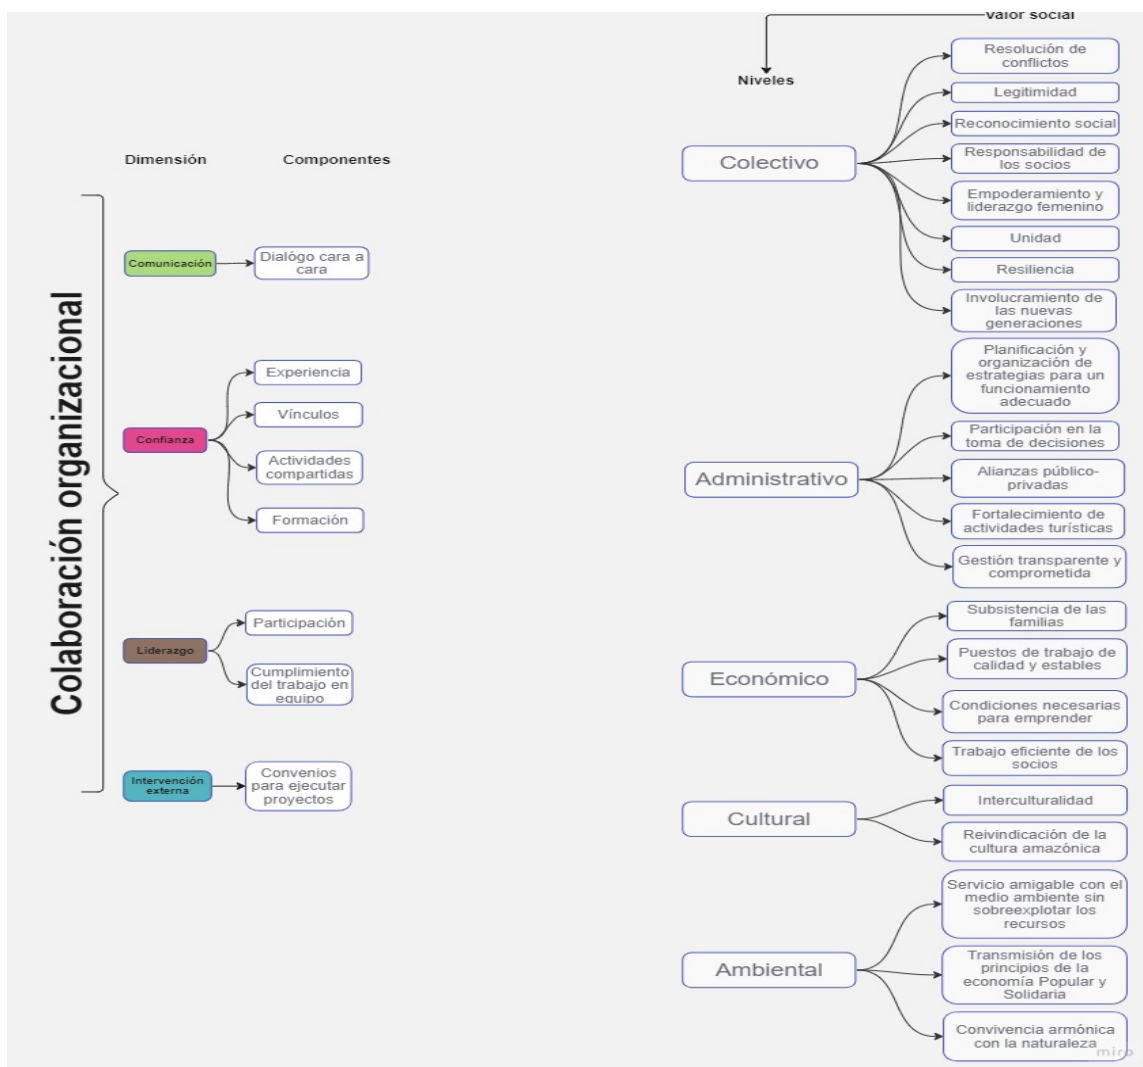 Colaboración organizacional
Dimensión
Componentes
Comunicación
Dialógo cara a
cara
Confianza
Experiencia
Vínculos
Actividades
compartidas
Formación
Liderazgo
Participación
Cumplimiento
del trabajo en
equipo
Intervención
externa
Convenios
para ejecutar
proyectos
Valor social
Niveles
Colectivo
Resolución de
conflictos
Legitimidad
Reconocimiento social
Responsabilidad de
los socios
Empoderamiento y
liderazgo femenino
Unidad
Resiliencia
Involucramiento de
las nuevas
generaciones
Administrativo
Planificación y
organización de
estrategias para un
funcionamiento
adecuado
Participación en la
toma de decisiones
Alianzas público-
privadas
Fortalecimiento de
actividades turísticas
Gestión transparente y
comprometida
Económico
Subsistencia de las
familias
Puestos de trabajo de
calidad y estables
Condiciones necesarias
para emprender
Trabajo eficiente de los
socios
Cultural
Interculturalidad
Reivindicación de la
cultura amazónica
Ambiental
Servicio amigable con el
medio ambiente sin
sobreexplotar los
recursos
Transmisión de los
principios de la
economía Popular y
Solidaria
Convivencia armónica
con la naturaleza
miro